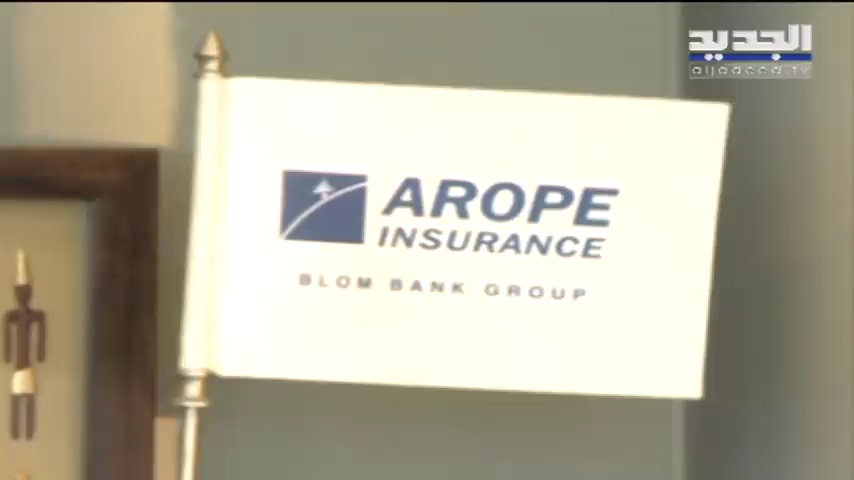 الجديد
aljadeed.tv
AROPE
INSURANCE
BLOM BANK GROUP